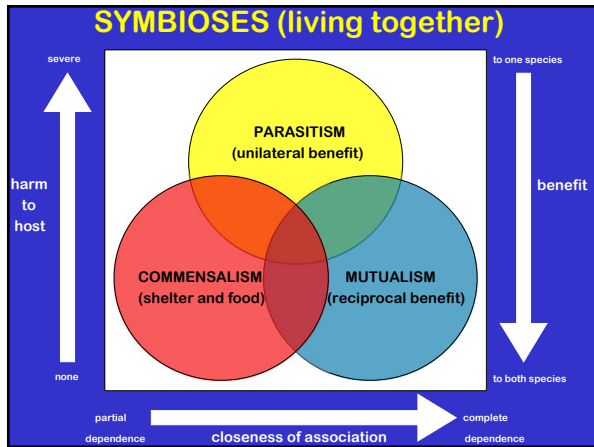 SYMBIOSES (living together)
severe
to one species
PARASITISM
(unilateral benefit)
harm
to
host
benefit
COMMENSALISM
(shelter and food)
MUTUALISM
(reciprocal benefit)
none
to both species
partial
dependence
closeness of association
complete
dependence